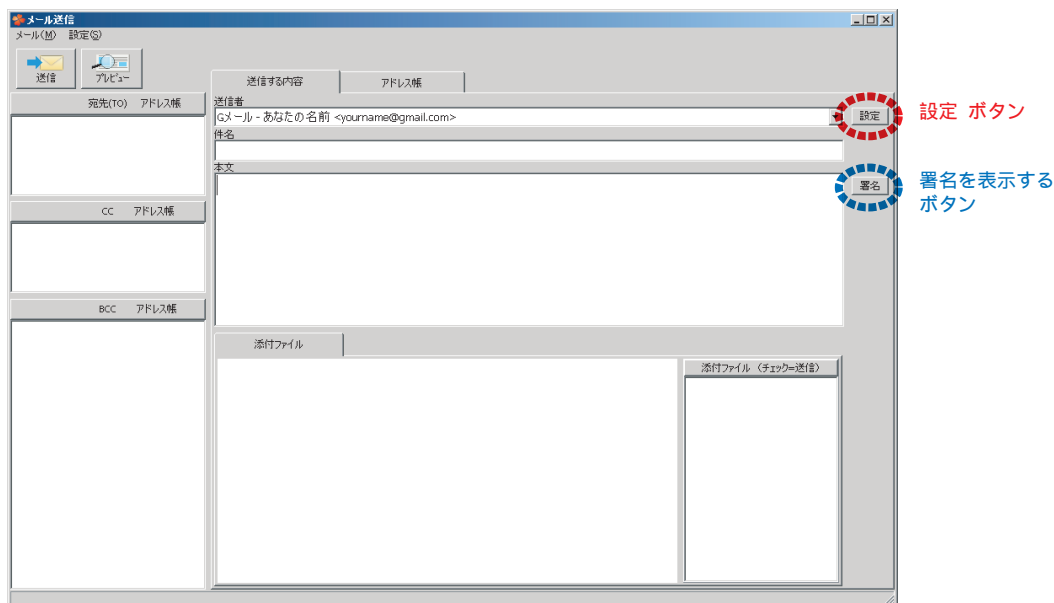 メール送信
メール(M) 設定(S)
送信 プレビュー
送信する内容 アドレス帳
宛先(TO) アドレス帳
送信者
Gメール - あなたの名前 <yourname@gmail.com>
設定
設定 ボタン
件名
本文
署名
署名を表示する
ボタン
CC アドレス帳
BCC アドレス帳
添付ファイル
添付ファイル (チェック=送信)